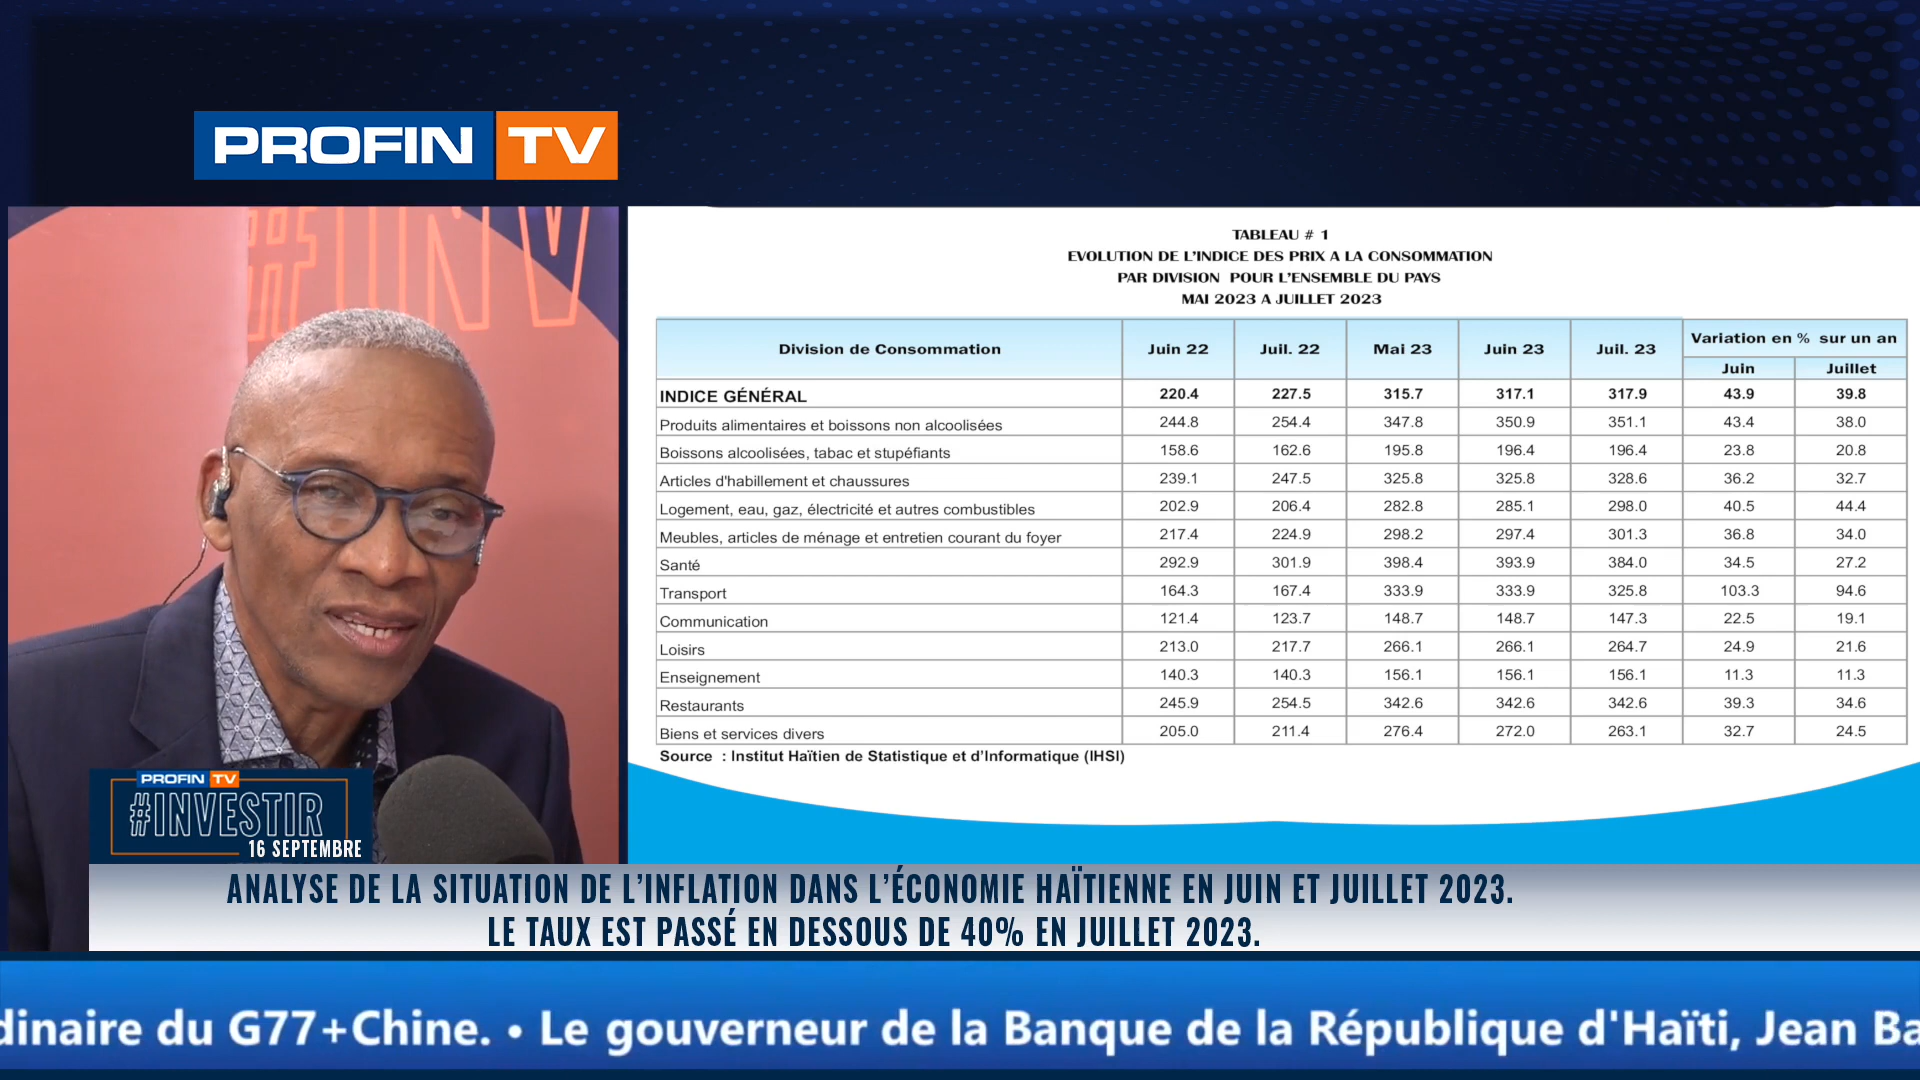 PROFIN TV
#INV
TABLEAU # 1
EVOLUTION DE L'INDICE DES PRIX A LA CONSOMMATION
PAR DIVISION POUR L'ENSEMBLE DU PAYS
MAI 2023 A JUILLET 2023
Division de Consommation Juin 22 Juil. 22 Mai 23 Juin 23 Juil. 23 Variation en % sur un an
Juin Juillet
INDICE GÉNÉRAL 220.4 227.5 315.7 317.1 317.9 43.9 39.8
Produits alimentaires et boissons non alcoolisées 244.8 254.4 347.8 350.9 351.1 43.4 38.0
Boissons alcoolisées, tabac et stupéfiants 158.6 162.6 195.8 196.4 196.4 23.8 20.8
Articles d'habillement et chaussures 239.1 247.5 325.8 325.8 328.6 36.2 32.7
Logement, eau, gaz, électricité et autres combustibles 202.9 206.4 282.8 285.1 298.0 40.5 44.4
Meubles, articles de ménage et entretien courant du foyer 217.4 224.9 298.2 297.4 301.3 36.8 34.0
Santé 292.9 301.9 398.4 393.9 384.0 34.5 27.2
Transport 164.3 167.4 333.9 333.9 325.8 103.3 94.6
Communication 121.4 123.7 148.7 148.7 147.3 22.5 19.1
Loisirs 213.0 217.7 266.1 266.1 264.7 24.9 21.6
Enseignement 140.3 140.3 156.1 156.1 156.1 11.3 11.3
Restaurants 245.9 254.5 342.6 342.6 342.6 39.3 34.6
Biens et services divers 205.0 211.4 276.4 272.0 263.1 32.7 24.5
Source : Institut Haïtien de Statistique et d'Informatique (IHSI)
PROFIN TV
#INVESTIR
16 SEPTEMBRE
ANALYSE DE LA SITUATION DE L'INFLATION DANS L'ÉCONOMIE HAÏTIENNE EN JUIN ET JUILLET 2023.
LE TAUX EST PASSÉ EN DESSOUS DE 40% EN JUILLET 2023.
dinaire du G77+Chine. • Le gouverneur de la Banque de la République d'Haïti, Jean Ba